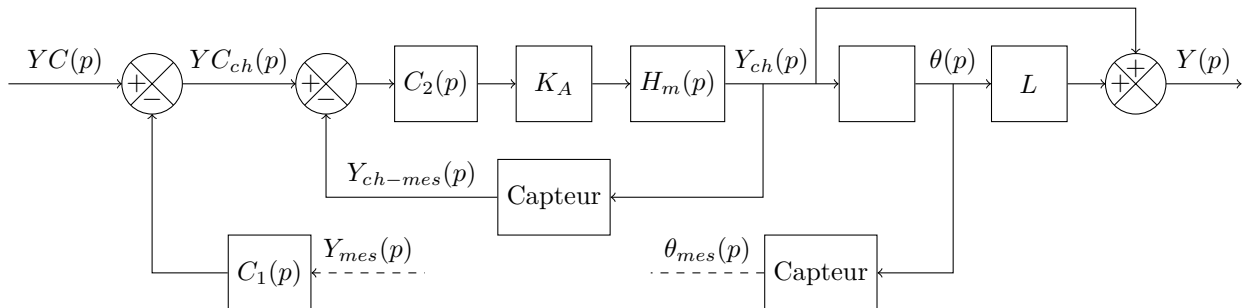 YC(p)
+
−
YC_{ch}(p)
+
−
C_2(p)
K_A
H_m(p)
Y_{ch}(p)
θ(p)
L
+
+
Y(p)
Y_{ch−mes}(p)
Capteur
C_1(p)
Y_{mes}(p)
θ_{mes}(p)
Capteur